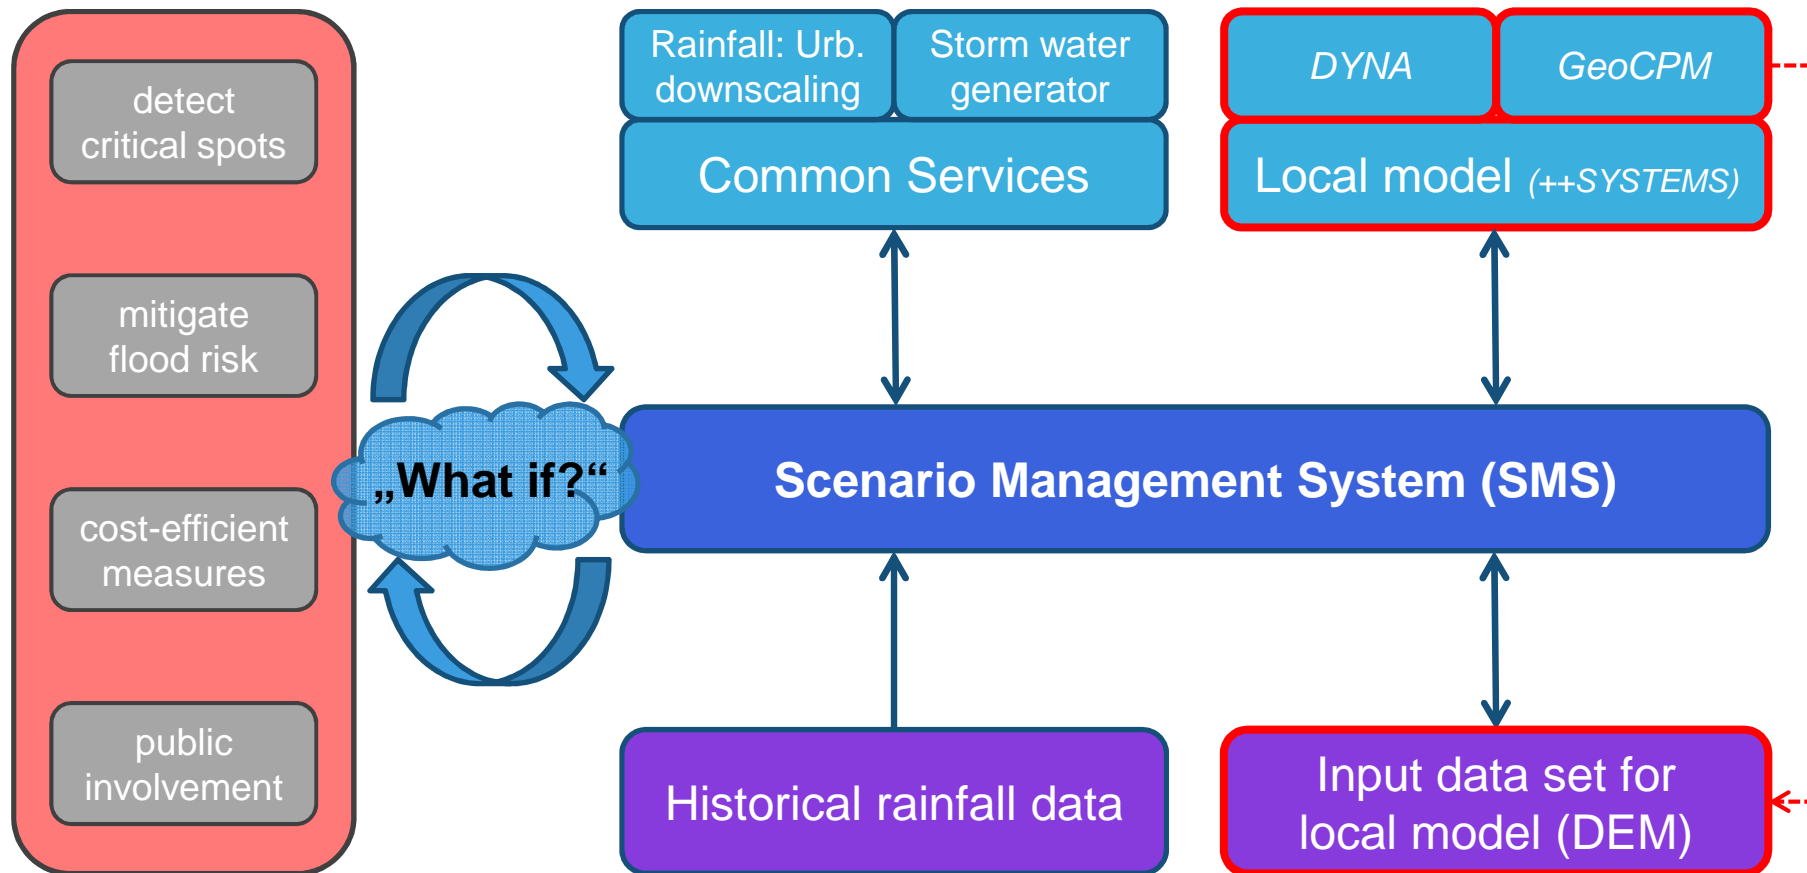 detect
critical spots
mitigate
flood risk
cost-efficient
measures
public
involvement
„What if?“
Rainfall: Urb.
downscaling
Storm water
generator
Common Services
DYNA
GeoCPM
Local model (++SYSTEMS)
Scenario Management System (SMS)
Historical rainfall data
Input data set for
local model (DEM)